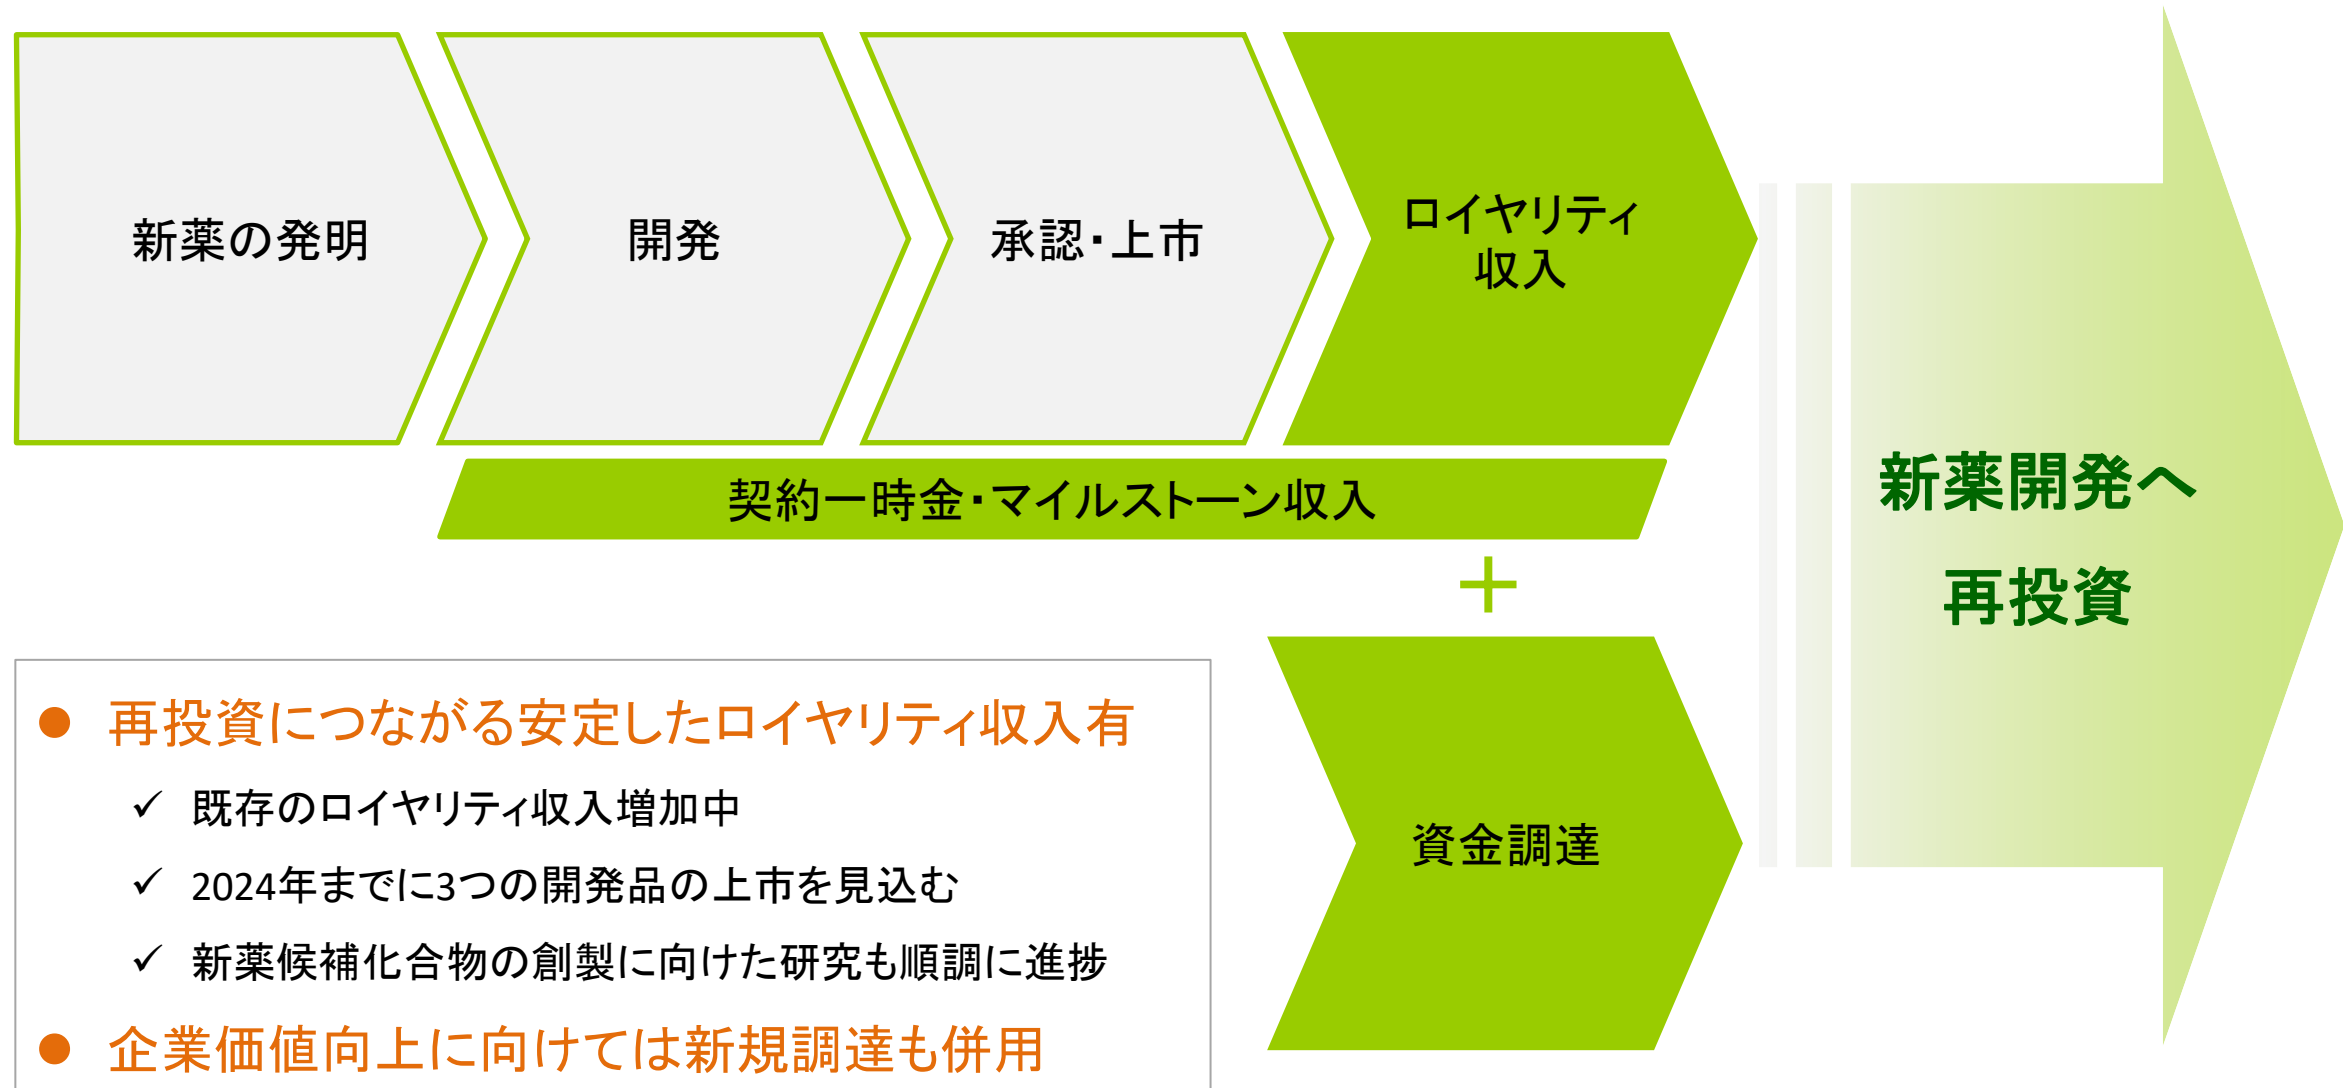 新薬の発明
開発
承認・上市
ロイヤリティ
収入
契約一時金・マイルストーン収入
+
資金調達
新薬開発へ
再投資
● 再投資につながる安定したロイヤリティ収入有
✓ 既存のロイヤリティ収入増加中
✓ 2024年までに3つの開発品の上市を見込む
✓ 新薬候補化合物の創製に向けた研究も順調に進捗
● 企業価値向上に向けては新規調達も併用